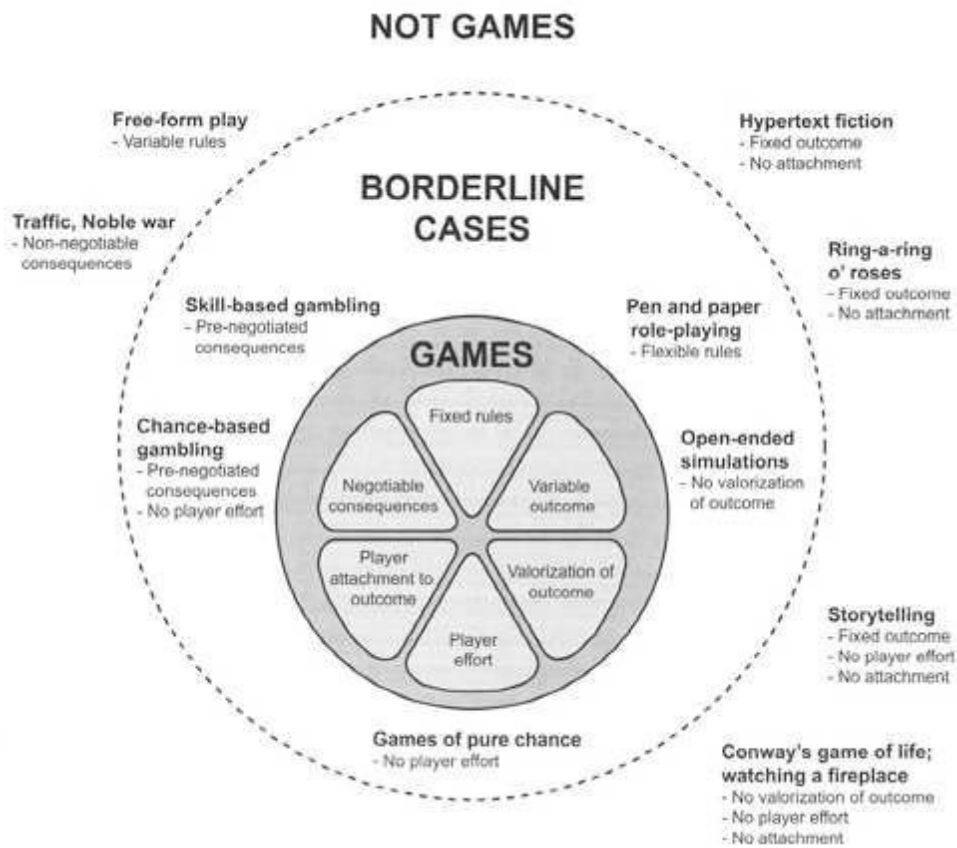 NOT GAMES
Free-form play
- Variable rules
Hypertext fiction
- Fixed outcome
- No attachment
BORDERLINE
CASES
Traffic, Noble war
- Non-negotiable
consequences
Ring-a-ring
o' roses
- Fixed outcome
- No attachment
Skill-based gambling
- Pre-negotiated
consequences
Pen and paper
role-playing
- Flexible rules
GAMES
Fixed rules
Chance-based
gambling
- Pre-negotiated
consequences
- No player effort
Negotiable
consequences
Variable
outcome
Open-ended
simulations
- No valorization
of outcome
Player
attachment to
outcome
Valorization of
outcome
Player
effort
Storytelling
- Fixed outcome
- No player effort
- No attachment
Games of pure chance
- No player effort
Conway's game of life;
watching a fireplace
- No valorization of outcome
- No player effort
- No attachment